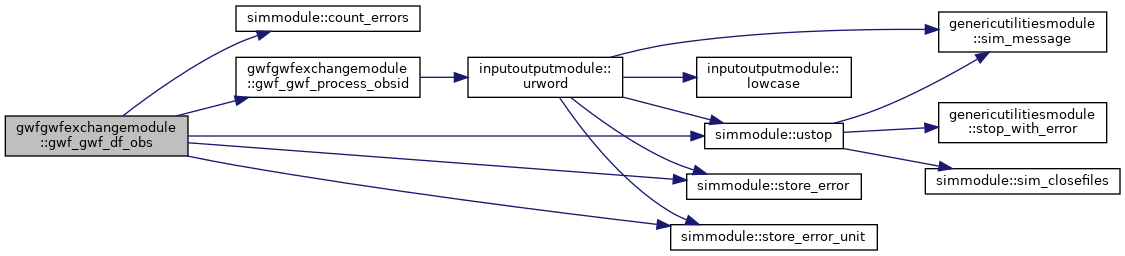 simmodule::count_errors
gwfgwfexchangemodule
::gwf_gwf_process_obsid
gwfgwfexchangemodule
::gwf_gwf_df_obs
inputoutputmodule::
urword
inputoutputmodule::
lowcase
simmodule::ustop
simmodule::store_error
simmodule::store_error_unit
genericutilitiesmodule
::sim_message
genericutilitiesmodule
::stop_with_error
simmodule::sim_closefiles